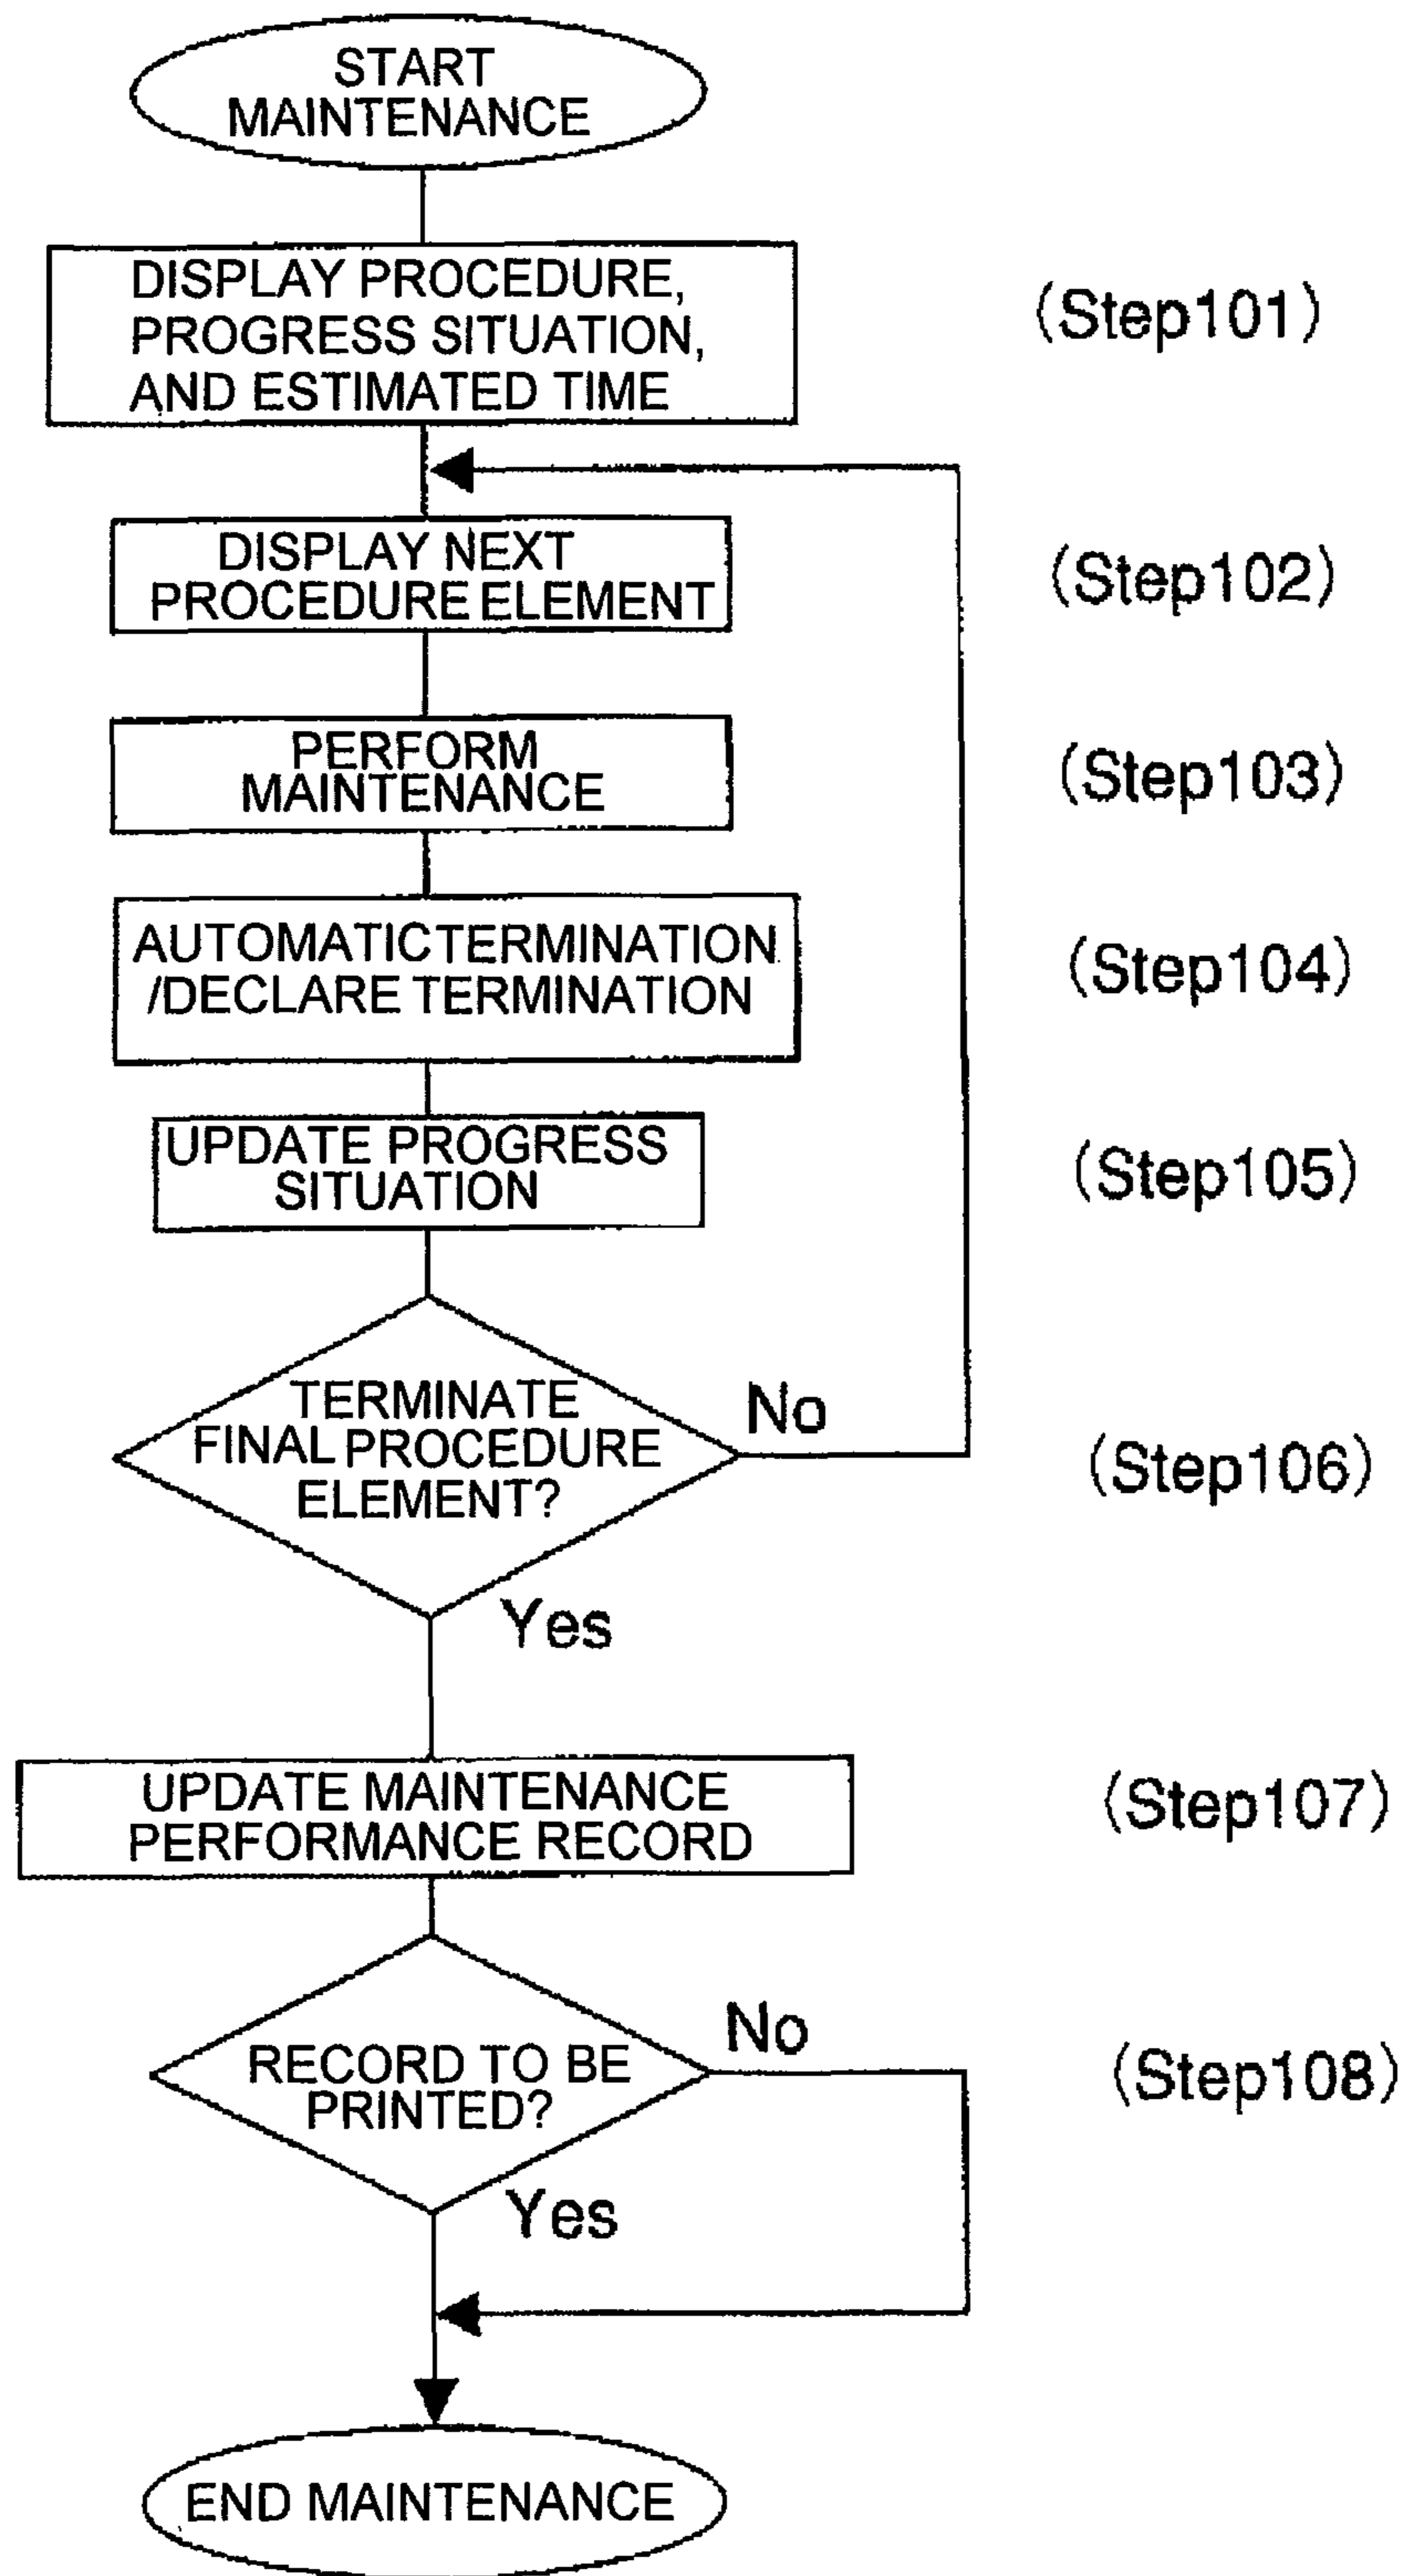 START
MAINTENANCE
DISPLAY PROCEDURE,
PROGRESS SITUATION,
AND ESTIMATED TIME
(Step101)
DISPLAY NEXT
PROCEDURE ELEMENT
(Step102)
PERFORM
MAINTENANCE
(Step103)
AUTOMATIC TERMINATION
/DECLARE TERMINATION
(Step104)
UPDATE PROGRESS
SITUATION
(Step105)
TERMINATE
FINAL PROCEDURE
ELEMENT?
No
(Step106)
Yes
UPDATE MAINTENANCE
PERFORMANCE RECORD
(Step107)
RECORD TO BE
PRINTED?
No
(Step108)
Yes
END MAINTENANCE